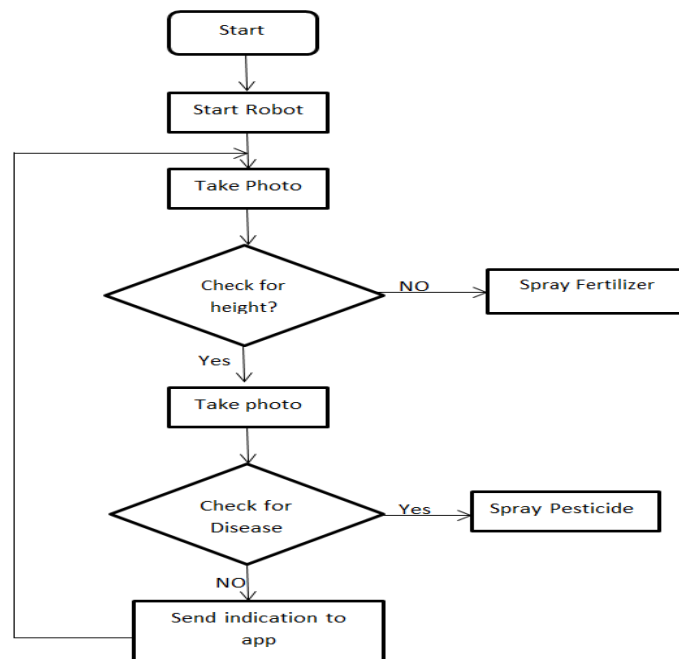 Start
Start Robot
Take Photo
Check for
height?
NO
Spray Fertilizer
Yes
Take photo
Check for
Disease
Yes
Spray Pesticide
NO
Send indication to
app